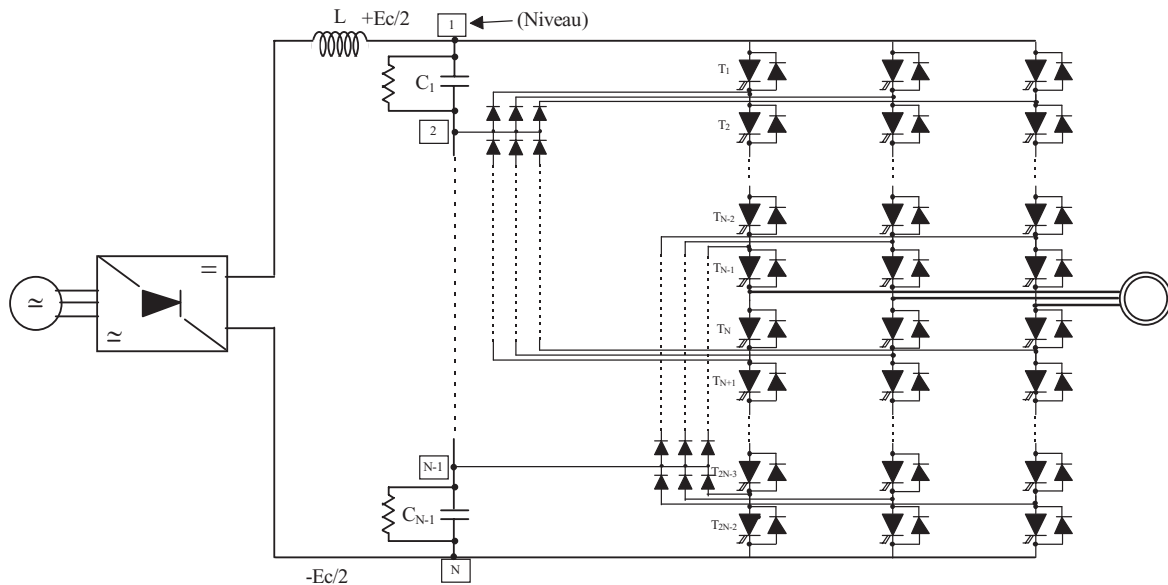 L +Ec/2
1
(Niveau)
C1
2
T1
T2
TN-2
TN-1
TN
TN+1
=
≃
≃
N-1
CN-1
T2N-3
T2N-2
-Ec/2
N